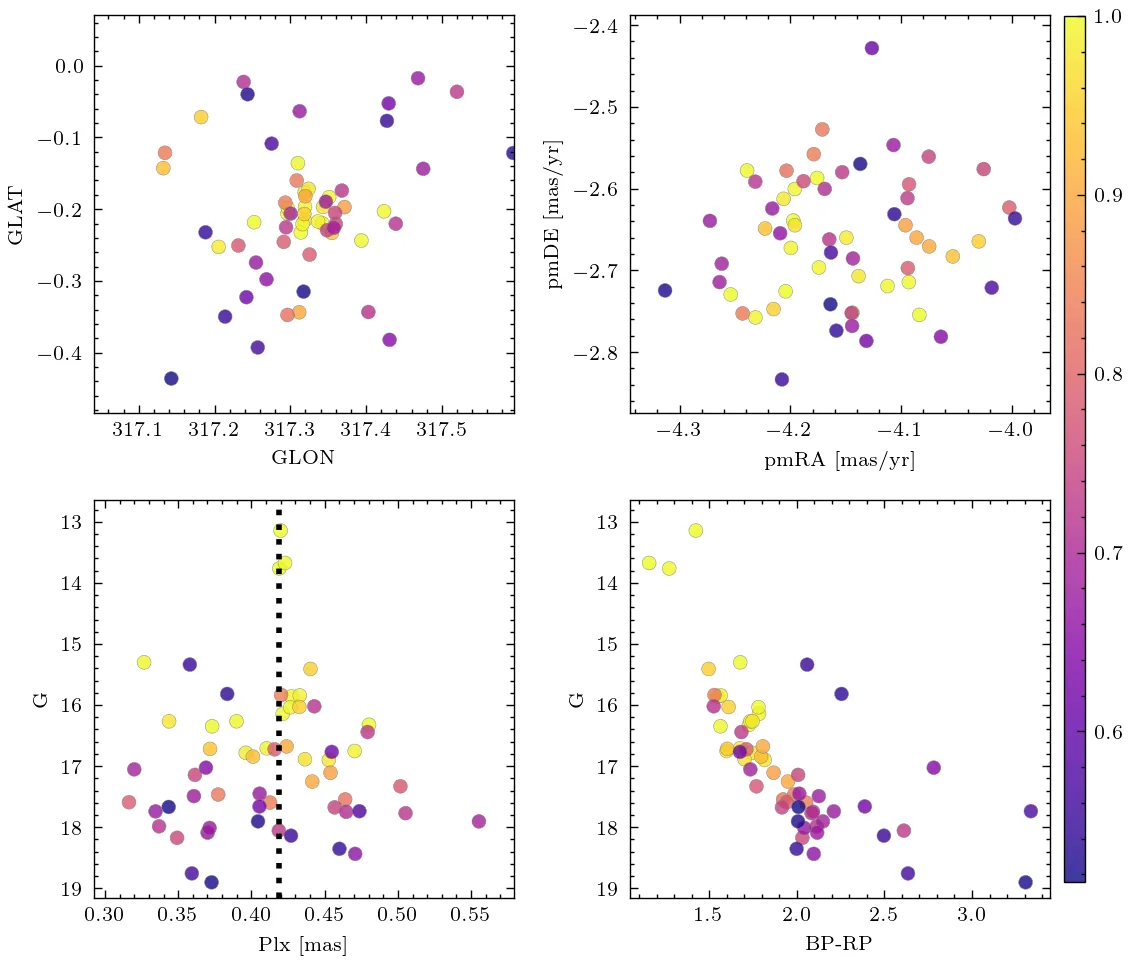 0.0
−0.1
−0.2
−0.3
−0.4
GLAT
317.1 317.2 317.3 317.4 317.5
GLON
−2.4
−2.5
−2.6
−2.7
−2.8
pmDE [mas/yr]
−4.3 −4.2 −4.1 −4.0
pmRA [mas/yr]
1.0
0.9
0.8
0.7
0.6
13
14
15
16
17
18
19
G
0.30 0.35 0.40 0.45 0.50 0.55
Plx [mas]
13
14
15
16
17
18
19
G
1.5 2.0 2.5 3.0
BP-RP